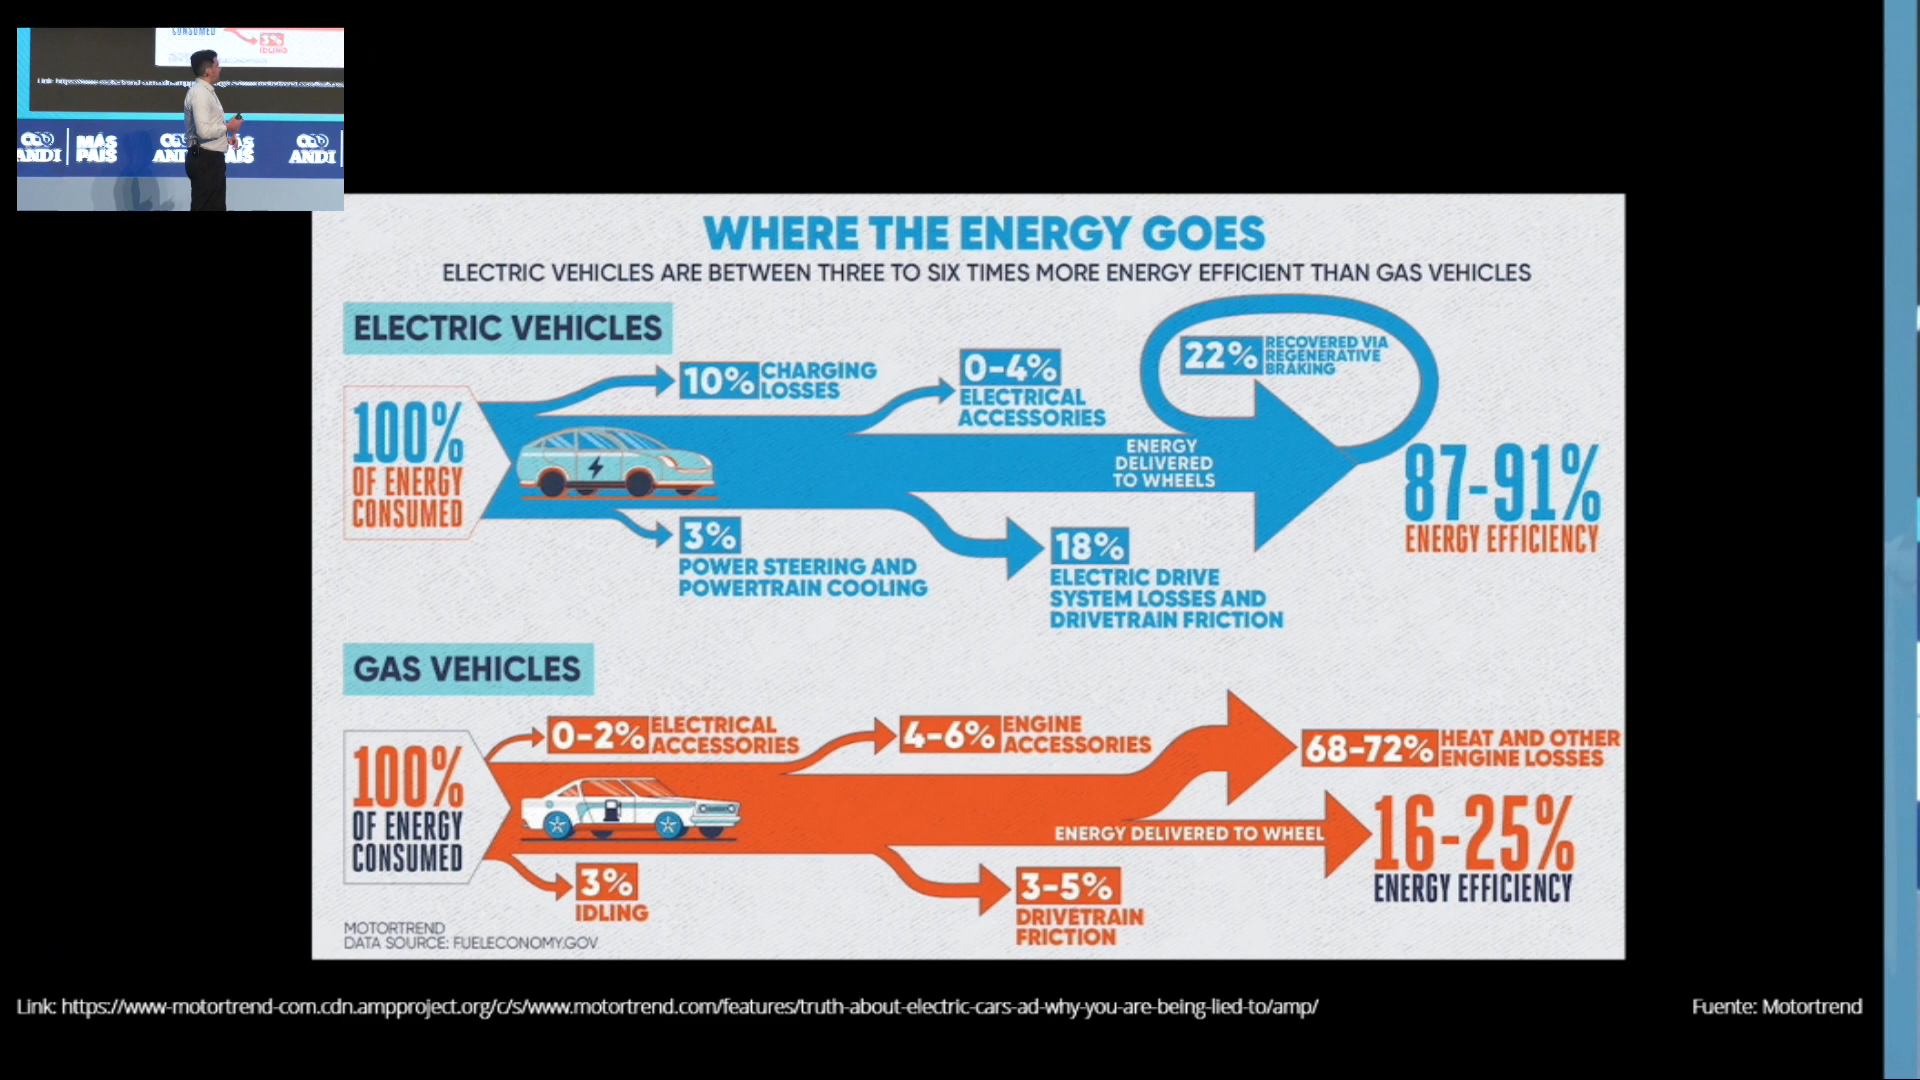 CONSUMED
3%
IDLING
ANDI
MÁS
PAÍS
ANDI
WHERE THE ENERGY GOES
ELECTRIC VEHICLES ARE BETWEEN THREE TO SIX TIMES MORE ENERGY EFFICIENT THAN GAS VEHICLES
ELECTRIC VEHICLES
100%
OF ENERGY
CONSUMED
10%
CHARGING
LOSSES
0-4%
ELECTRICAL
ACCESSORIES
22%
RECOVERED VIA
REGENERATIVE
BRAKING
ENERGY
DELIVERED
TO WHEELS
87-91%
ENERGY EFFICIENCY
3%
POWER STEERING AND
POWERTRAIN COOLING
18%
ELECTRIC DRIVE
SYSTEM LOSSES AND
DRIVETRAIN FRICTION
GAS VEHICLES
100%
OF ENERGY
CONSUMED
0-2%
ELECTRICAL
ACCESSORIES
4-6%
ENGINE
ACCESSORIES
68-72%
HEAT AND OTHER
ENGINE LOSSES
ENERGY DELIVERED TO WHEEL
16-25%
ENERGY EFFICIENCY
3%
IDLING
3-5%
DRIVETRAIN
FRICTION
MOTORTREND
DATA SOURCE: FUELECONOMY.GOV
Link: https://www-motortrend-com.cdn.ampproject.org/c/s/www.motortrend.com/features/truth-about-electric-cars-ad-why-you-are-being-lied-to/amp/
Fuente: Motortrend